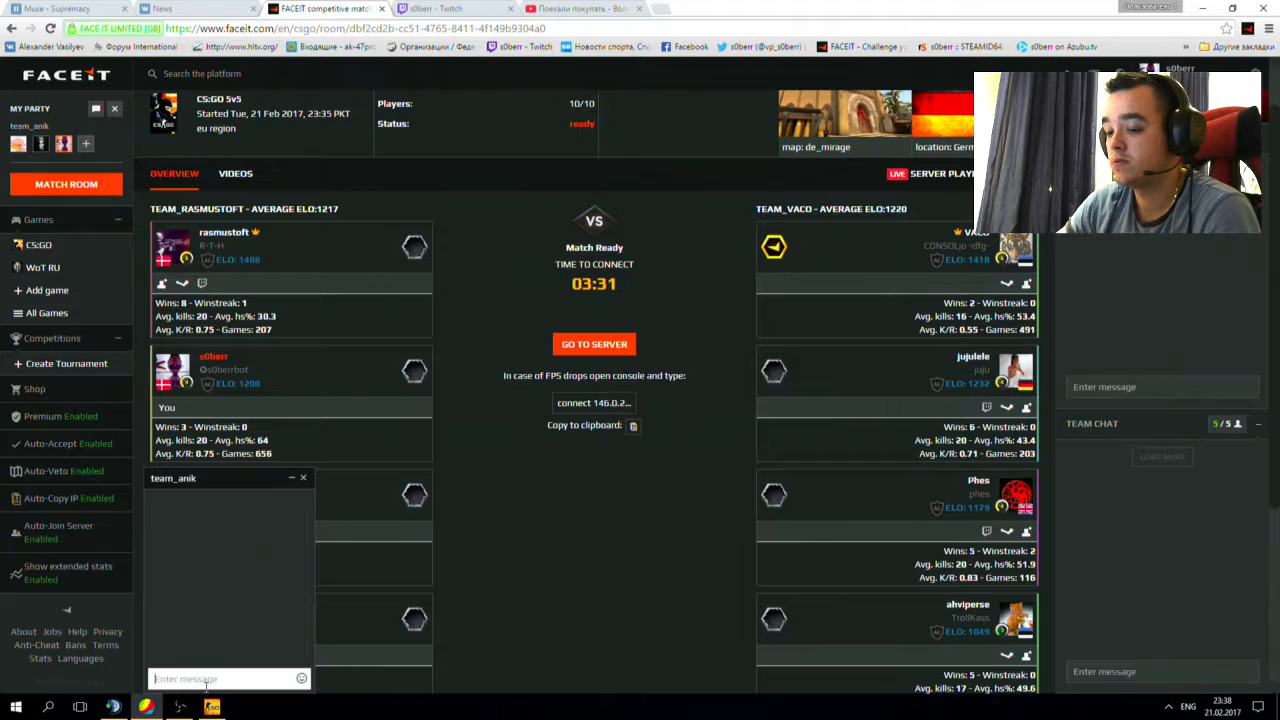 Muse - Supremacy
News
FACEIT competitive matc
s0berr - Twitch
Поехали покупать - Вол
https://www.faceit.com/en/csgo/room/dbf2cd2b-cc51-4765-8411-4f149b9304a0
FACE IT LIMITED [GB]
Alexander Vasilyev
Форум International
http://www.hltv.org/
Входящие - ak-47pro
Организации / Феде
s0berr - Twitch
Новости спорта, Спо
Facebook
s0berr (@vp_s0berr)
FACEIT - Challenge y
s0berr :: STEAMID64:
s0berr on Azubu.tv
Другие закладки
FACEIT
Search the platform
s0berr
MY PARTY
team_anik
MATCH ROOM
Games
CS:GO
WoT RU
Add game
All Games
Competitions
Create Tournament
Shop
Premium Enabled
Auto-Accept Enabled
Auto-Veto Enabled
Auto-Copy IP Enabled
Auto-Join Server
Enabled
Show extended stats
Enabled
About Jobs Help Privacy
Anti-Cheat Bans Terms
Stats Languages
CS:GO 5v5
Started Tue, 21 Feb 2017, 23:35 PKT
eu region
Players: 10/10
Status: ready
map: de_mirage
location: Germ
OVERVIEW
VIDEOS
LIVE SERVER PLAY
TEAM_RASMUSTOFT - AVERAGE ELO:1217
rasmustoft
R-T-H
ELO: 1466
Wins: 8 - Winstreak: 1
Avg. kills: 20 - Avg. hs%: 30.3
Avg. K/R: 0.75 - Games: 207
s0berr
s0berrbot
ELO: 1200
You
Wins: 3 - Winstreak: 0
Avg. kills: 20 - Avg. hs%: 64
Avg. K/R: 0.75 - Games: 656
team_anik
Enter message
VS
Match Ready
TIME TO CONNECT
03:31
GO TO SERVER
In case of FPS drops open console and type:
connect 146.0.2...
Copy to clipboard:
TEAM_VACO - AVERAGE ELO:1220
VACO
CONSOLjo -dfg-
ELO: 1418
Wins: 2 - Winstreak: 0
Avg. kills: 16 - Avg. hs%: 53.4
Avg. K/R: 0.55 - Games: 491
jujulele
juju
ELO: 1232
Wins: 6 - Winstreak: 0
Avg. kills: 20 - Avg. hs%: 43.4
Avg. K/R: 0.71 - Games: 203
Phes
phes
ELO: 1179
Wins: 5 - Winstreak: 2
Avg. kills: 20 - Avg. hs%: 51.9
Avg. K/R: 0.83 - Games: 116
ahviperse
TrollKass
ELO: 1049
Wins: 5 - Winstreak: 0
Avg. kills: 17 - Avg. hs%: 49.6
Enter message
TEAM CHAT
5 / 5
LOAD MORE
Enter message
ENG
23:38
21.02.2017